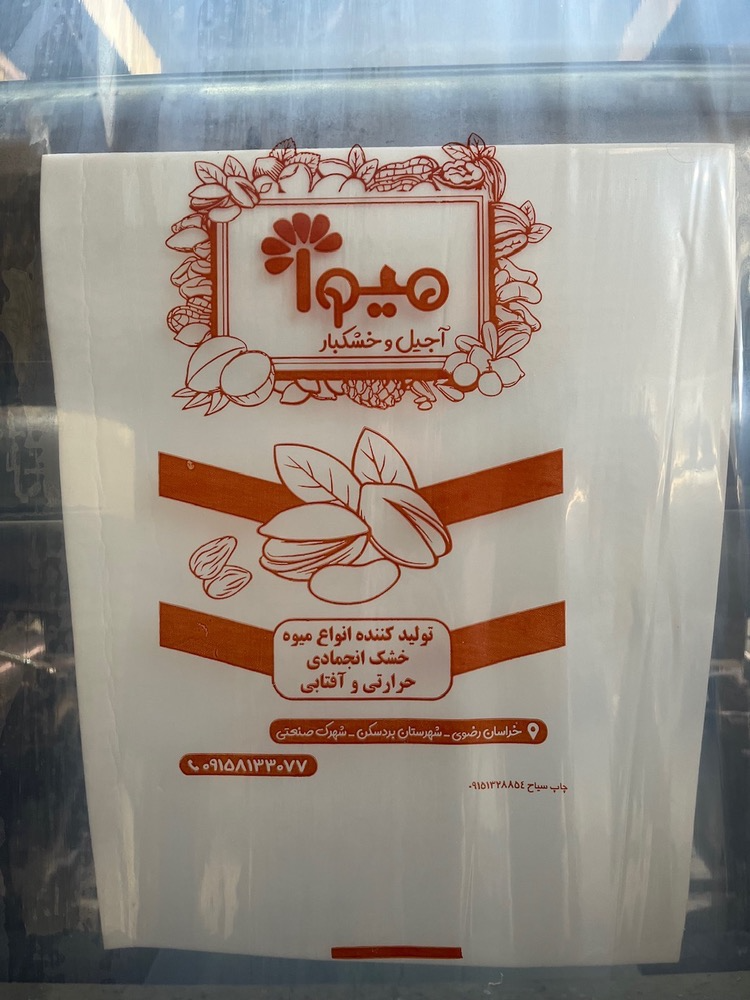 میوا
آجیل و خشکبار
تولید کننده انواع میوه
خشک انجمادی
حرارتی و آفتابی
خراسان رضوی - شهرستان بردسکن - شهرک صنعتی
۰۹۱۵۸۱۳۳۰۷۷
چاپ سیاح ۰۹۱۵۱۳۲۸۸۵٤